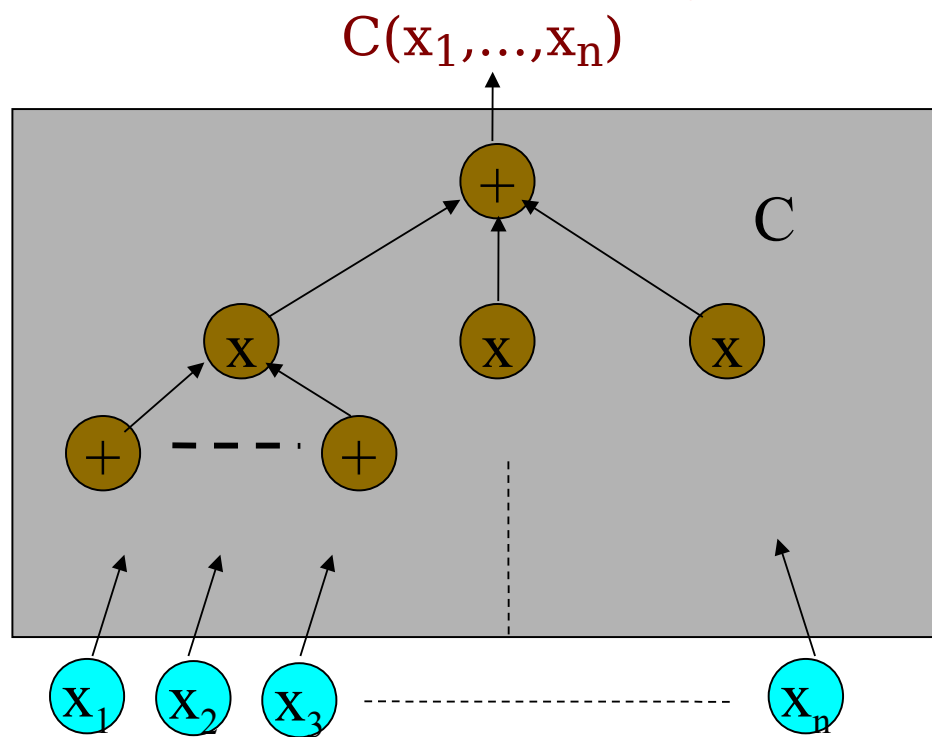 C(x₁,...,xₙ)
+
C
x x x
+ +
x₁ x₂ x₃ xₙ